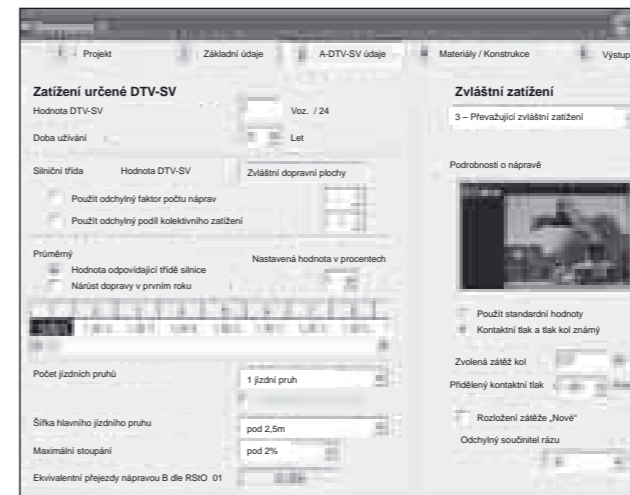 Projekt
Základní údaje
A-DTV-SV údaje
Materiály / Konstrukce
Výstup
Zatížení určené DTV-SV
Hodnota DTV-SV
Voz. / 24
Doba užívání
Let
Silniční třída
Hodnota DTV-SV
Zvláštní dopravní plochy
Použít odchylný faktor počtu náprav
Použít odchylný podíl kolektivního zatížení
Průměrný
Nastavená hodnota v procentech
Hodnota odpovídající třídě silnice
Nárůst dopravy v prvním roku
Počet jízdních pruhů
1 jízdní pruh
Šířka hlavního jízdního pruhu
pod 2,5m
Maximální stoupání
pod 2%
Ekvivalentní přejezdy nápravou B dle RStO 01
Zvláštní zatížení
3 – Převažující zvláštní zatížení
Podrobnosti o nápravě
Použít standardní hodnoty
Kontaktní tlak a tlak kol známý
Zvolená zátěž kol
Přidělený kontaktní tlak
Rozložení zátěže „Nové“
Odchylný součinitel rázu